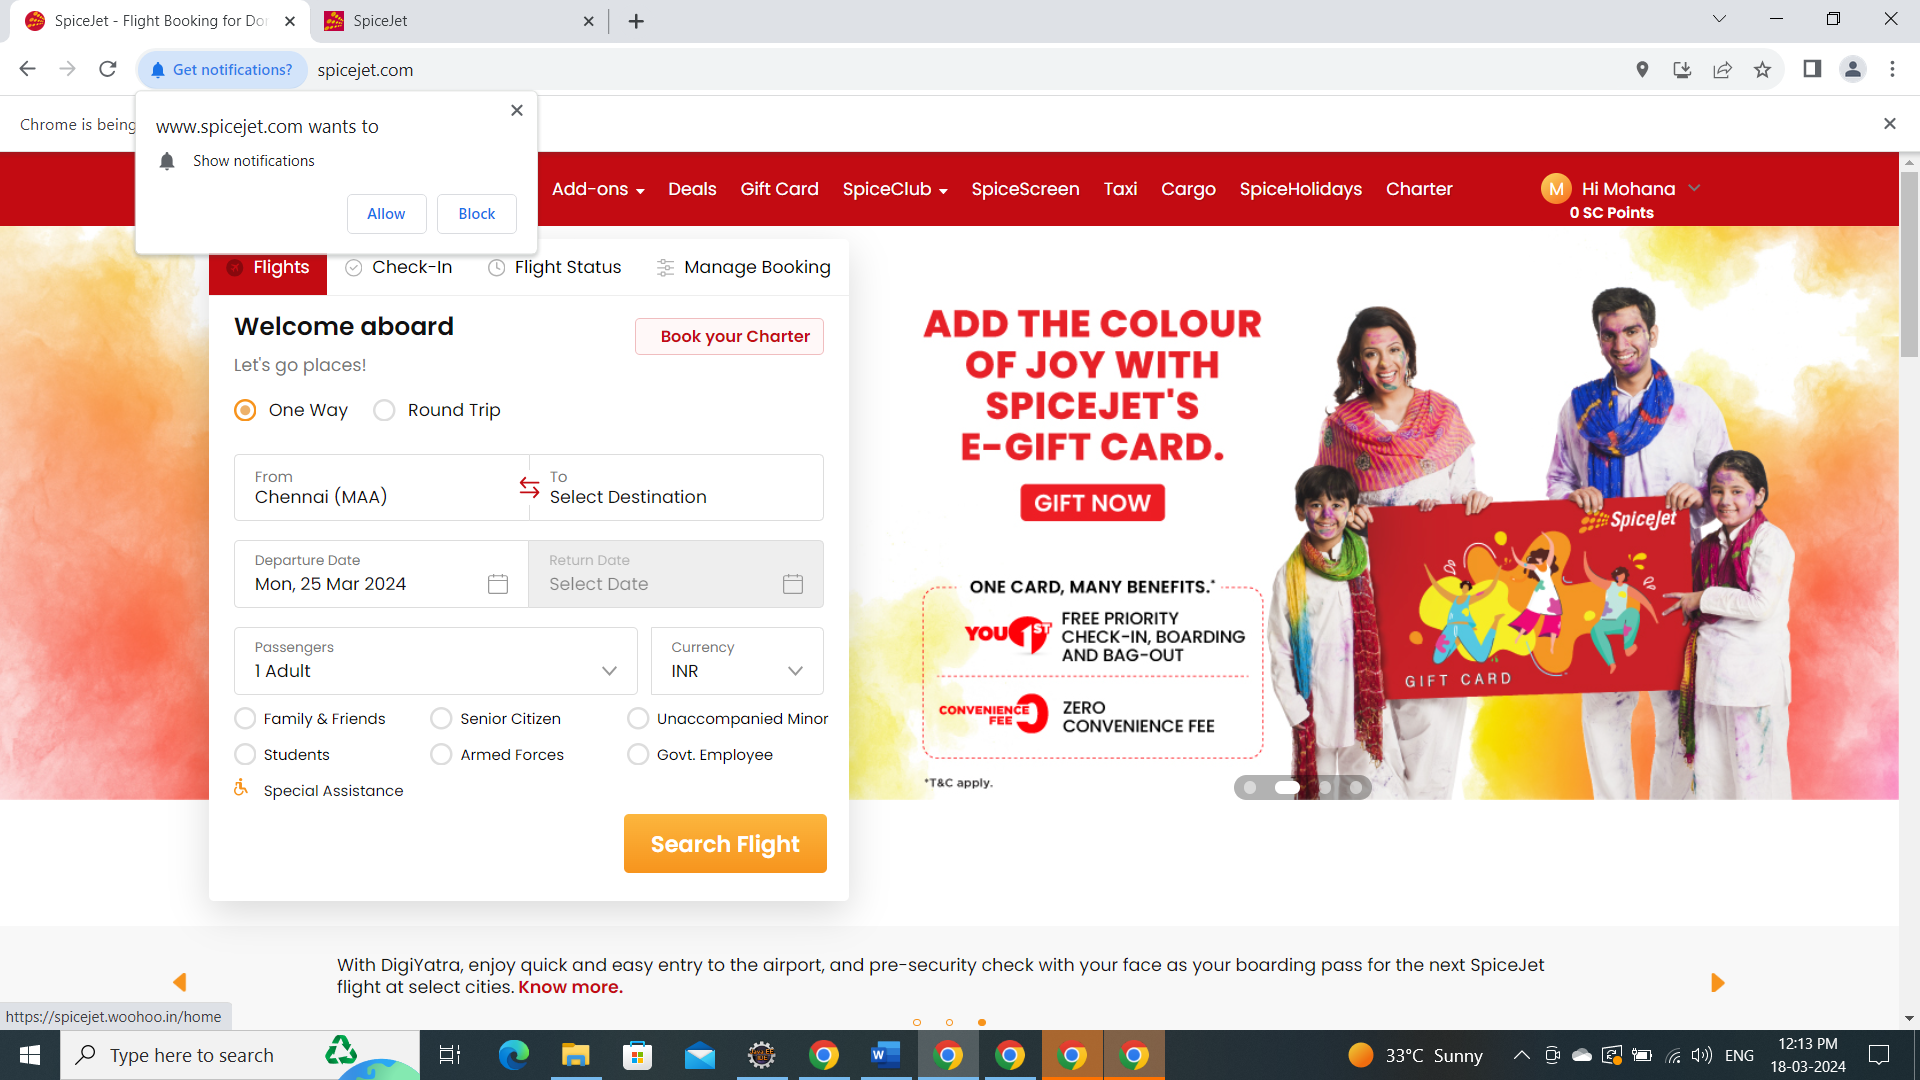 SpiceJet - Flight Booking for Dor
SpiceJet
Get notifications?
spicejet.com
Chrome is being
www.spicejet.com wants to
Show notifications
Allow
Block
Add-ons
Deals
Gift Card
SpiceClub
SpiceScreen
Taxi
Cargo
SpiceHolidays
Charter
M
Hi Mohana
0 SC Points
Flights
Check-In
Flight Status
Manage Booking
Welcome aboard
Book your Charter
Let's go places!
One Way
Round Trip
From
Chennai (MAA)
To
Select Destination
Departure Date
Mon, 25 Mar 2024
Return Date
Select Date
Passengers
1 Adult
Currency
INR
Family & Friends
Senior Citizen
Unaccompanied Minor
Students
Armed Forces
Govt. Employee
Special Assistance
Search Flight
ADD THE COLOUR
OF JOY WITH
SPICEJET'S
E-GIFT CARD.
GIFT NOW
ONE CARD, MANY BENEFITS.*
YOU 1ST
FREE PRIORITY
CHECK-IN, BOARDING
AND BAG-OUT
CONVENIENCE
FEE 0
ZERO
CONVENIENCE FEE
*T&C apply.
SpiceJet
GIFT CARD
With DigiYatra, enjoy quick and easy entry to the airport, and pre-security check with your face as your boarding pass for the next SpiceJet
flight at select cities. Know more.
https://spicejet.woohoo.in/home
Type here to search
33°C Sunny
ENG
12:13 PM
18-03-2024